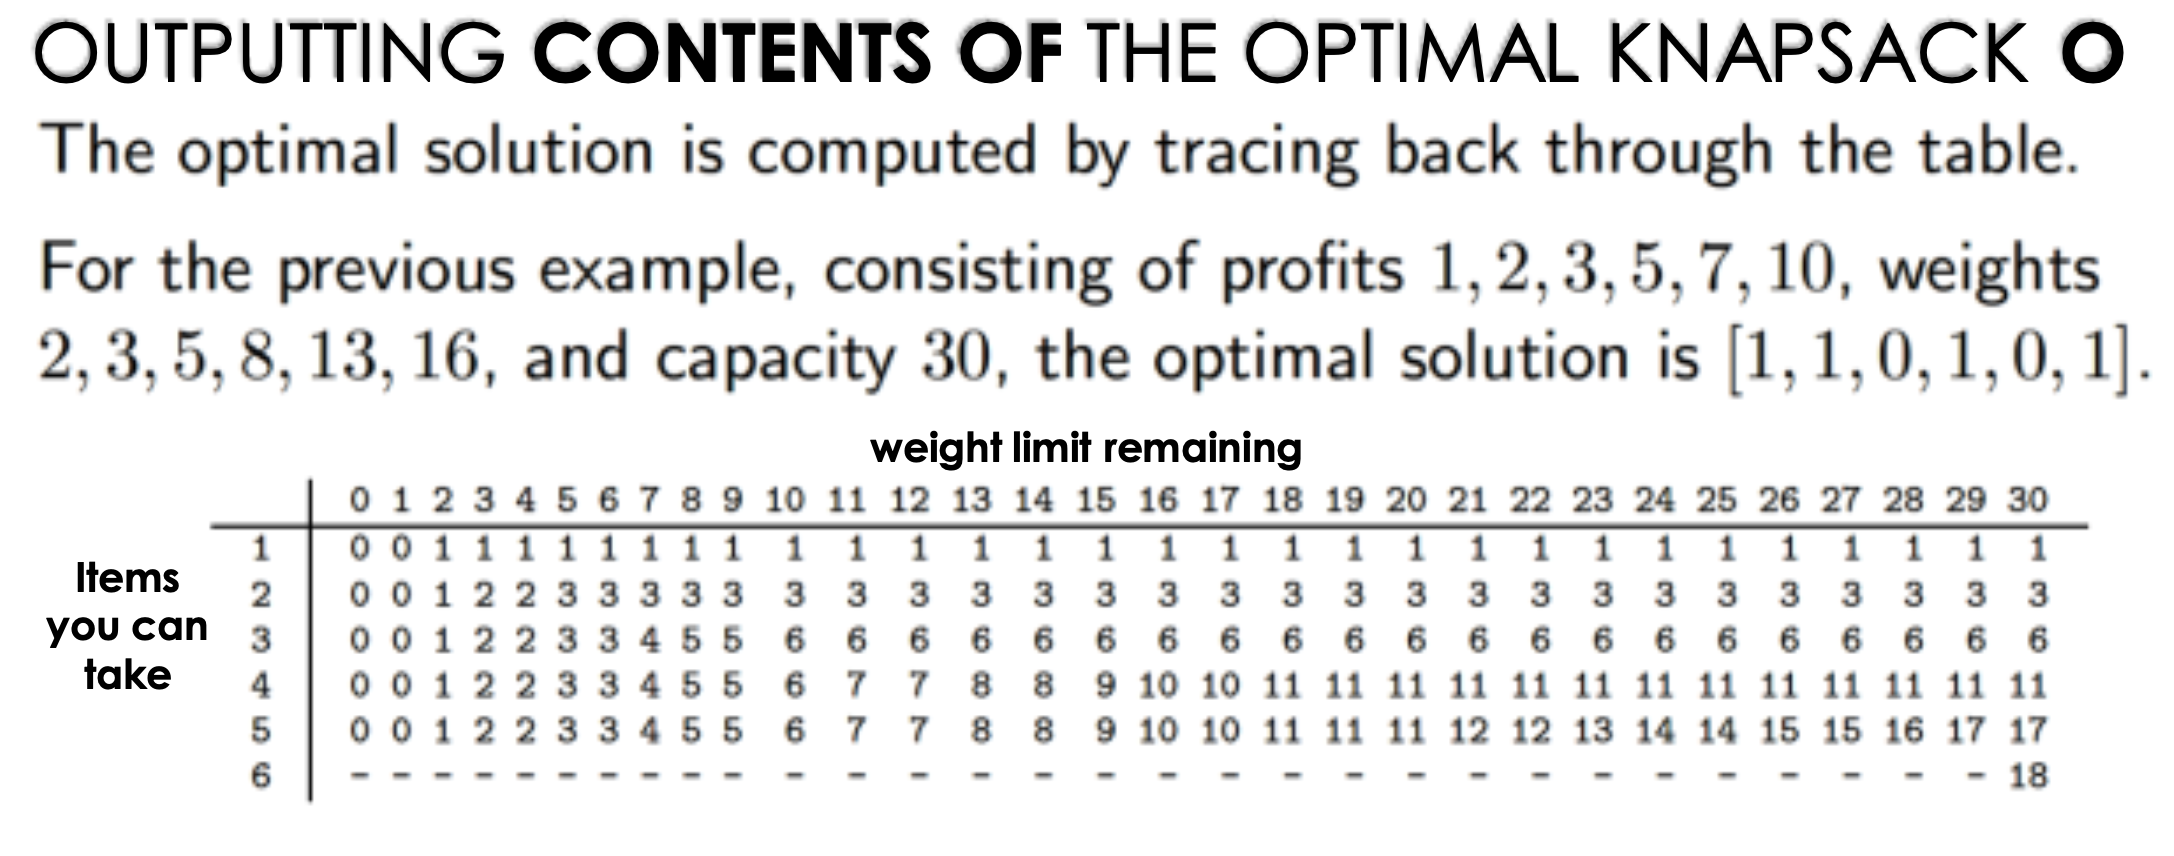 OUTPUTTING CONTENTS OF THE OPTIMAL KNAPSACK O
The optimal solution is computed by tracing back through the table.
For the previous example, consisting of profits 1, 2, 3, 5, 7, 10, weights
2, 3, 5, 8, 13, 16, and capacity 30, the optimal solution is [1, 1, 0, 1, 0, 1].
weight limit remaining
0 1 2 3 4 5 6 7 8 9 10 11 12 13 14 15 16 17 18 19 20 21 22 23 24 25 26 27 28 29 30
Items
you can
take
1 0 0 1 1 1 1 1 1 1 1 1 1 1 1 1 1 1 1 1 1 1 1 1 1 1 1 1 1 1 1 1
2 0 0 1 2 2 3 3 3 3 3 3 3 3 3 3 3 3 3 3 3 3 3 3 3 3 3 3 3 3 3 3
3 0 0 1 2 2 3 3 4 5 5 6 6 6 6 6 6 6 6 6 6 6 6 6 6 6 6 6 6 6 6 6
4 0 0 1 2 2 3 3 4 5 5 6 7 7 8 8 9 10 10 11 11 11 11 11 11 11 11 11 11 11 11 11
5 0 0 1 2 2 3 3 4 5 5 6 7 7 8 8 9 10 10 11 11 11 12 12 13 14 14 15 15 16 17 17
6 - - - - - - - - - - - - - - - - - - - - - - - - - - - - - - 18